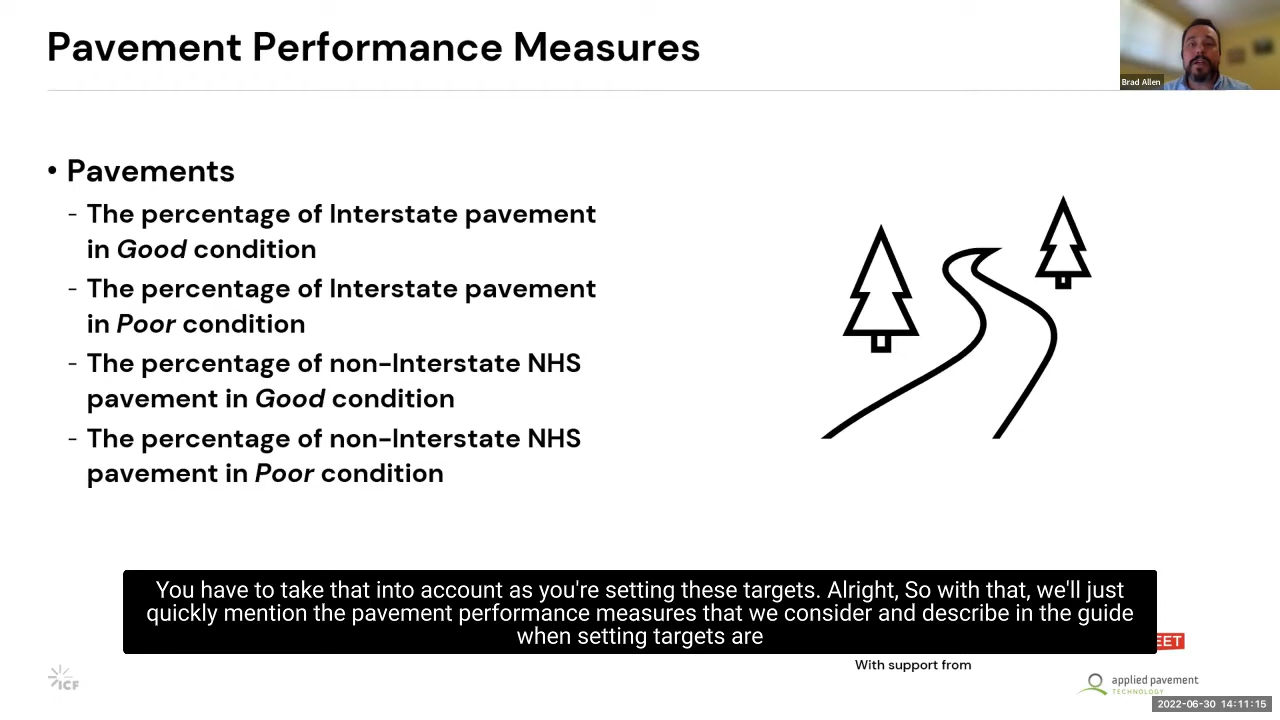 Pavement Performance Measures
Brad Allen
• Pavements
- The percentage of Interstate pavement
in Good condition
- The percentage of Interstate pavement
in Poor condition
- The percentage of non-Interstate NHS
pavement in Good condition
- The percentage of non-Interstate NHS
pavement in Poor condition
You have to take that into account as you're setting these targets. Alright, So with that, we'll just
quickly mention the pavement performance measures that we consider and describe in the guide
when setting targets are
EET
With support from
ICF
applied pavement
TECHNOLOGY
2022-06-30 14:11:15